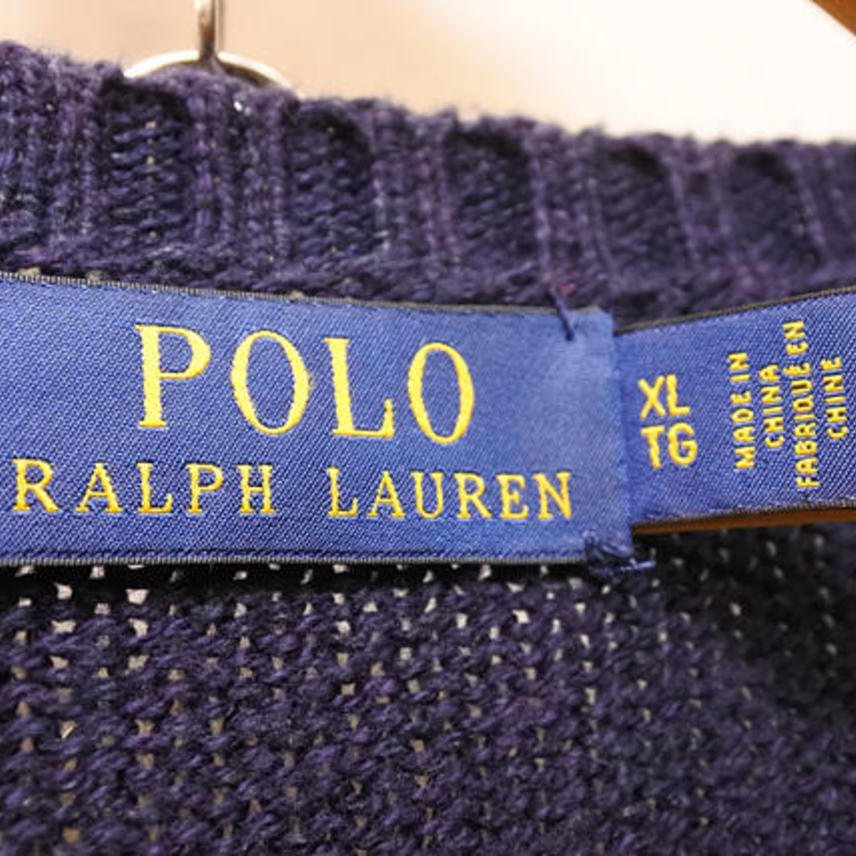 POLO
RALPH LAUREN
XL
TG
MADE IN
CHINA
FABRIQUÉ EN
CHINE